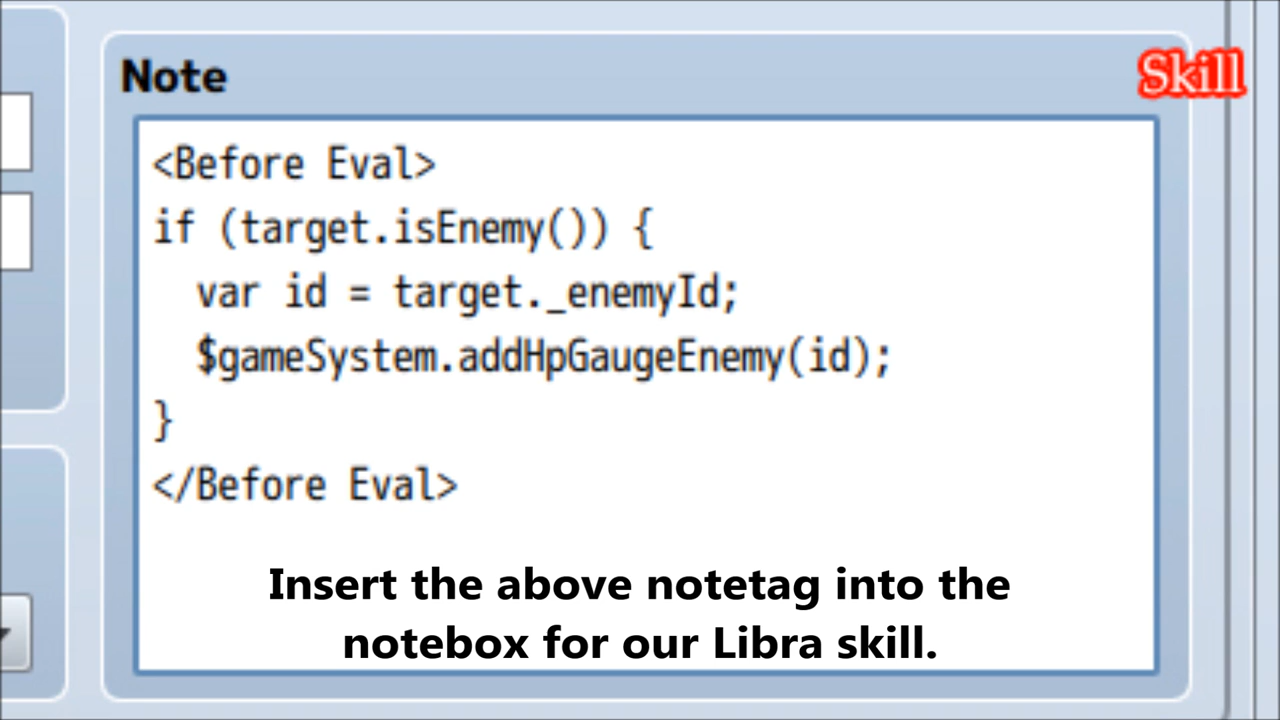 Note
Skill
<Before Eval>
if (target.isEnemy()) {
  var id = target._enemyId;
  $gameSystem.addHpGaugeEnemy(id);
}
</Before Eval>
Insert the above notetag into the
notebox for our Libra skill.